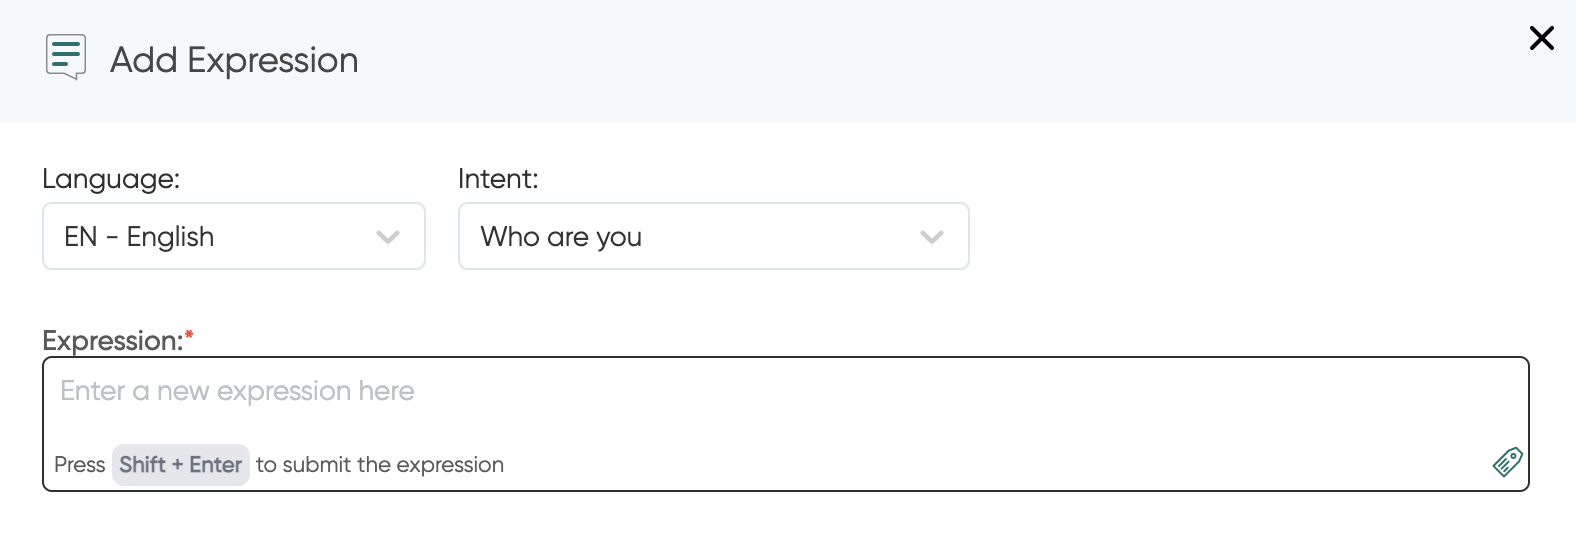 Add Expression
Language: Intent:
EN - English Who are you
Expression:*
Enter a new expression here
Press Shift + Enter to submit the expression